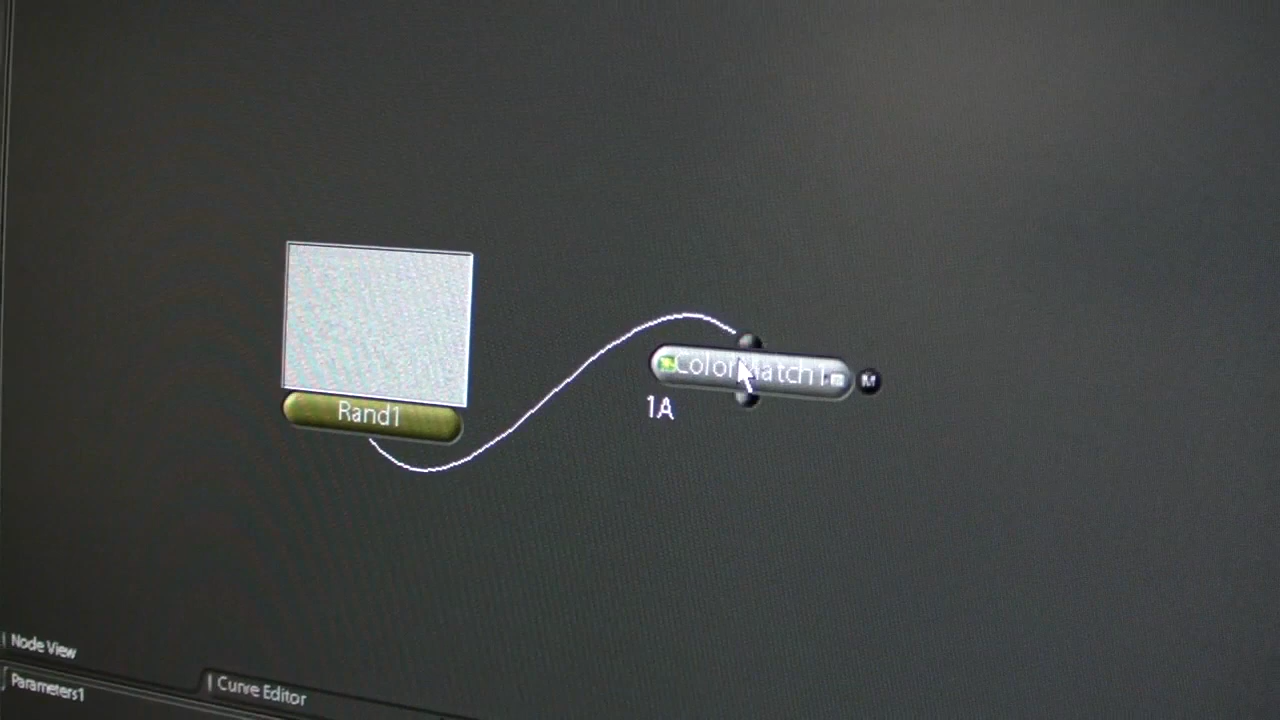 ColorMatch1
M
1A
Rand1
Node View
Parameters1
Curve Editor